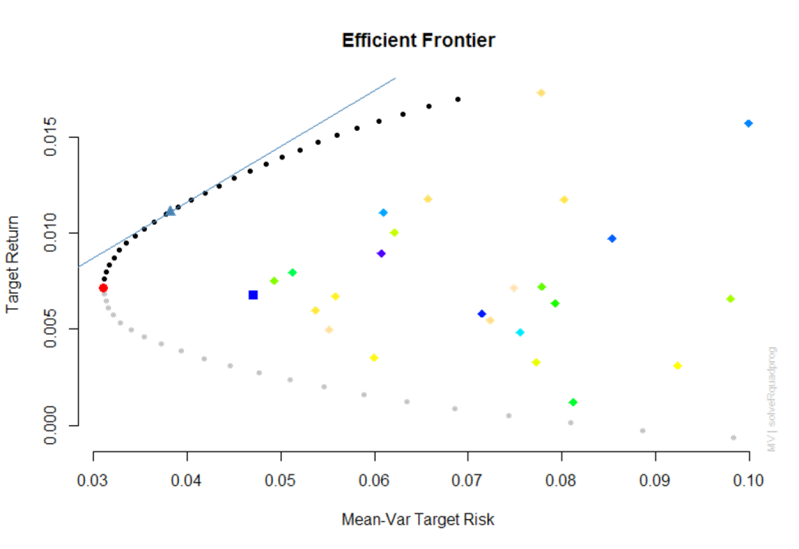 Efficient Frontier
Target Return
0.015
0.010
0.005
0.000
0.03 0.04 0.05 0.06 0.07 0.08 0.09 0.10
Mean-Var Target Risk
MV | solveRquadprog